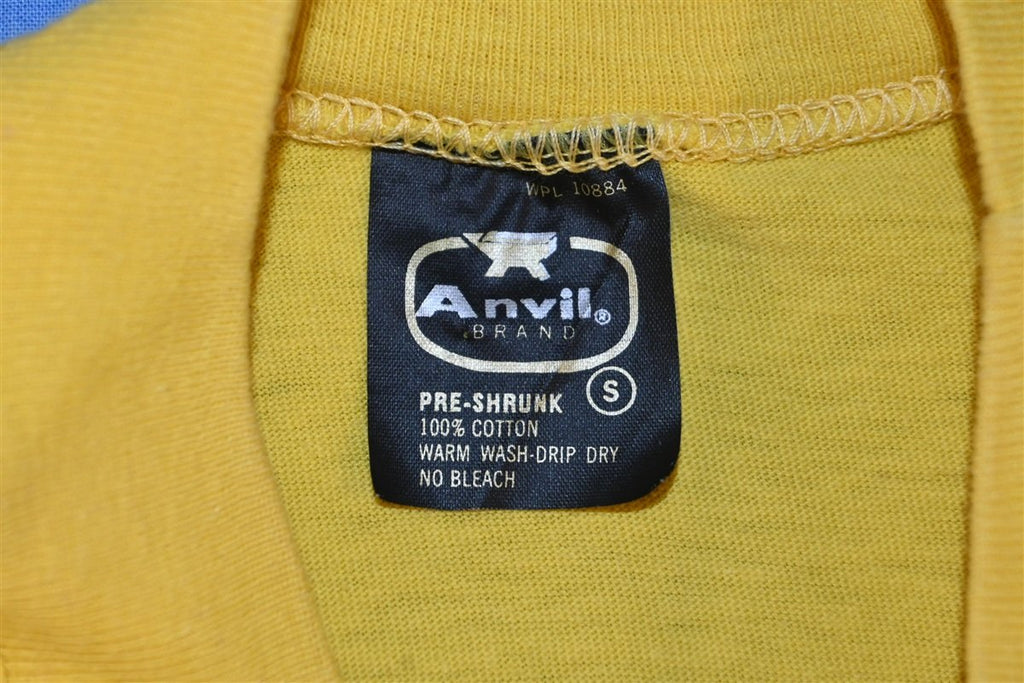 WPL 10884
Anvil®
BRAND
S
PRE-SHRUNK
100% COTTON
WARM WASH-DRIP DRY
NO BLEACH